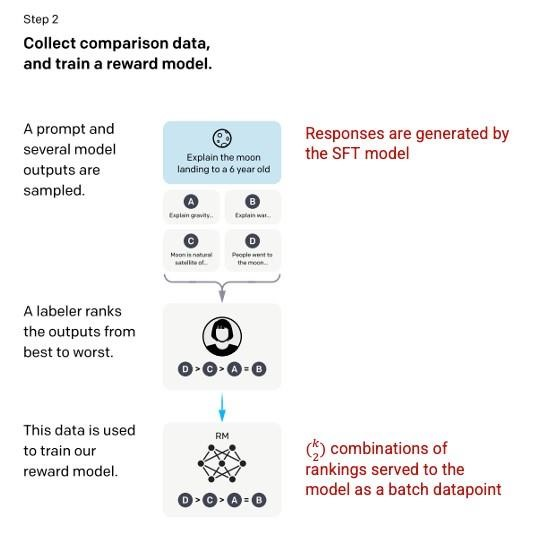 Step 2
Collect comparison data,
and train a reward model.
A prompt and
several model
outputs are
sampled.
Explain the moon
landing to a 6 year old
Responses are generated by
the SFT model
A
Explain gravity...
B
Explain war...
C
Moon is natural
satellite of...
D
People went to
the moon...
A labeler ranks
the outputs from
best to worst.
D > C > A = B
This data is used
to train our
reward model.
RM
D > C > A = B
(k 2) combinations of
rankings served to the
model as a batch datapoint